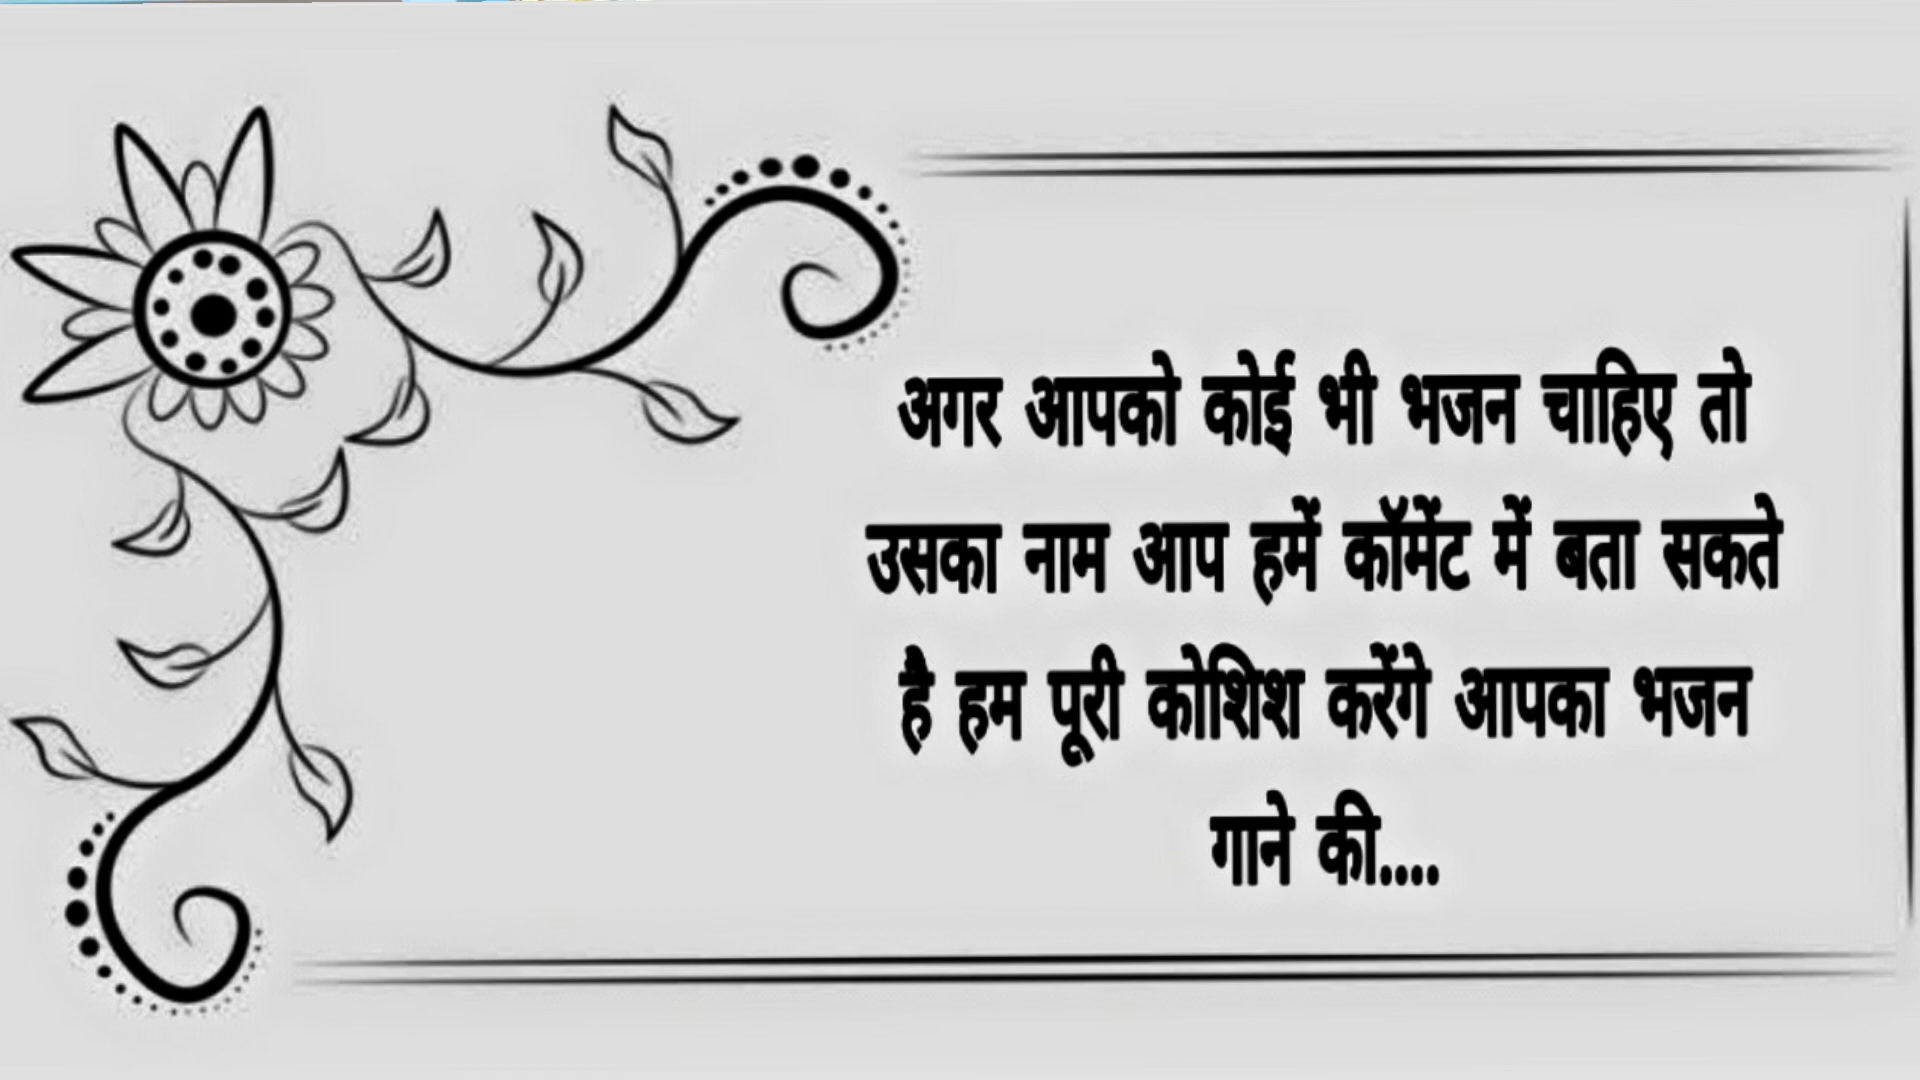 अगर आपको कोई भी भजन चाहिए तो
उसका नाम आप हमें कॉमेंट में बता सकते
है हम पूरी कोशिश करेंगे आपका भजन
गाने की....